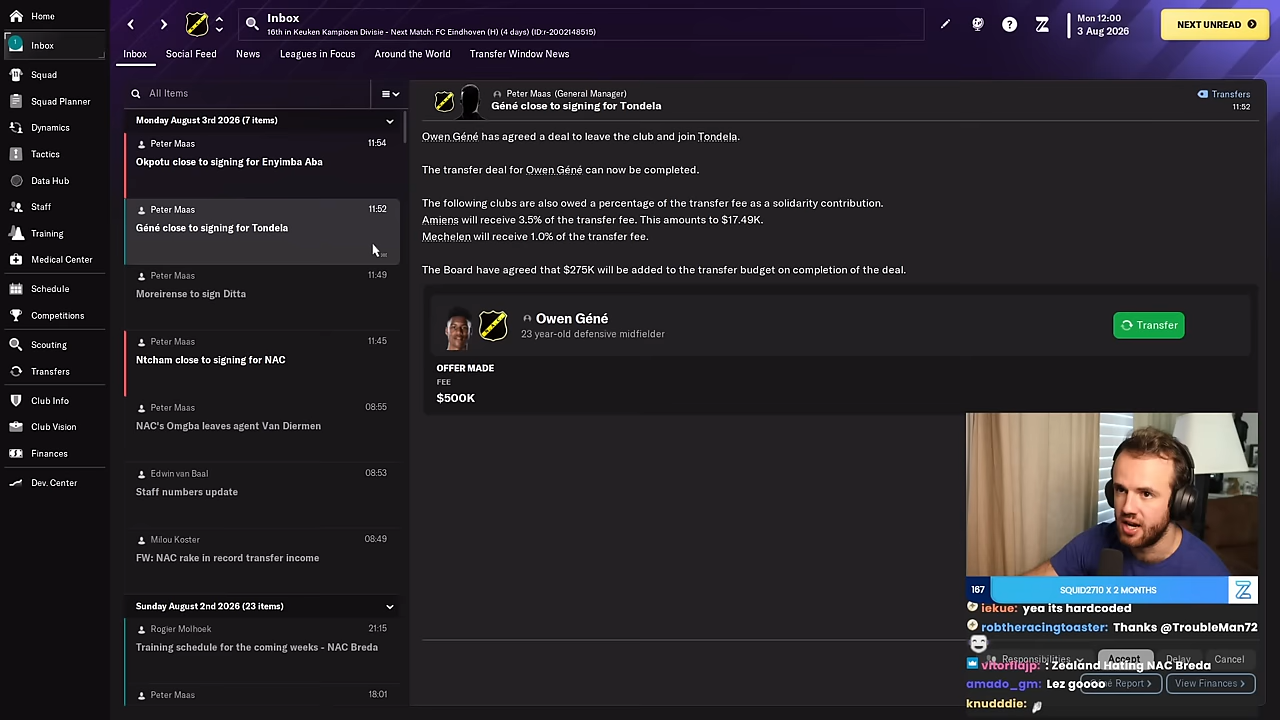 Home
Inbox
Squad
Squad Planner
Dynamics
Tactics
Data Hub
Staff
Training
Medical Center
Schedule
Competitions
Scouting
Transfers
Club Info
Club Vision
Finances
Dev. Center
Inbox
16th in Keuken Kampioen Divisie - Next Match: FC Eindhoven (H) (4 days) (ID:r-2002148515)
Mon 12:00
3 Aug 2026
NEXT UNREAD
Inbox
Social Feed
News
Leagues in Focus
Around the World
Transfer Window News
All Items
Monday August 3rd 2026 (7 items)
Peter Maas 11:54
Okpotu close to signing for Enyimba Aba
Peter Maas 11:52
Géné close to signing for Tondela
Peter Maas 11:49
Moreirense to sign Ditta
Peter Maas 11:45
Ntcham close to signing for NAC
Peter Maas 08:55
NAC's Omgba leaves agent Van Diermen
Edwin van Baal 08:53
Staff numbers update
Milou Koster 08:49
FW: NAC rake in record transfer income
Sunday August 2nd 2026 (23 items)
Rogier Molhoek 21:15
Training schedule for the coming weeks - NAC Breda
Peter Maas 18:01
Peter Maas (General Manager)
Géné close to signing for Tondela
Transfers
11:52
Owen Géné has agreed a deal to leave the club and join Tondela.
The transfer deal for Owen Géné can now be completed.
The following clubs are also owed a percentage of the transfer fee as a solidarity contribution.
Amiens will receive 3.5% of the transfer fee. This amounts to $17.49K.
Mechelen will receive 1.0% of the transfer fee.
The Board have agreed that $275K will be added to the transfer budget on completion of the deal.
Owen Géné
23 year-old defensive midfielder
Transfer
OFFER MADE
FEE
$500K
167
SQUID2710 X 2 MONTHS
iekue: yea its hardcoded
robtheracingtoaster: Thanks @TroubleMan72
Responsibilities
Accept
Delay
Cancel
vitorflajp: : Zealand Hating NAC Breda
amado_gm: Lez goooo
Report
View Finances
knudddie: